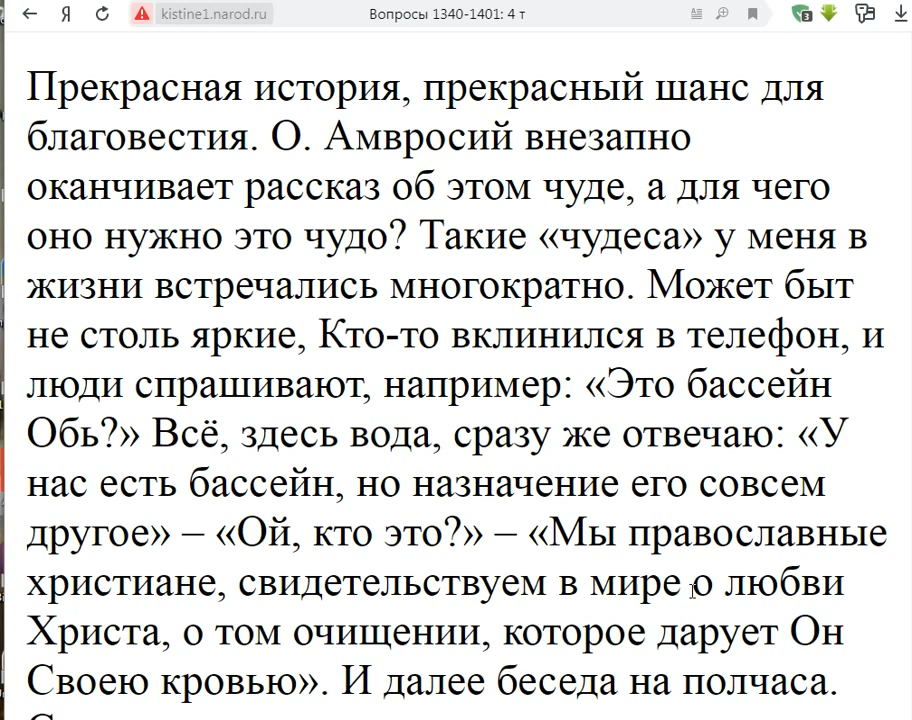 Я kistine1.narod.ru Вопросы 1340-1401: 4 т 3
Прекрасная история, прекрасный шанс для
благовестия. О. Амвросий внезапно
оканчивает рассказ об этом чуде, а для чего
оно нужно это чудо? Такие «чудеса» у меня в
жизни встречались многократно. Может быт
не столь яркие, Кто-то вклинился в телефон, и
люди спрашивают, например: «Это бассейн
Обь?» Всё, здесь вода, сразу же отвечаю: «У
нас есть бассейн, но назначение его совсем
другое» – «Ой, кто это?» – «Мы православные
христиане, свидетельствуем в мире о любви
Христа, о том очищении, которое дарует Он
Своею кровью». И далее беседа на полчаса.